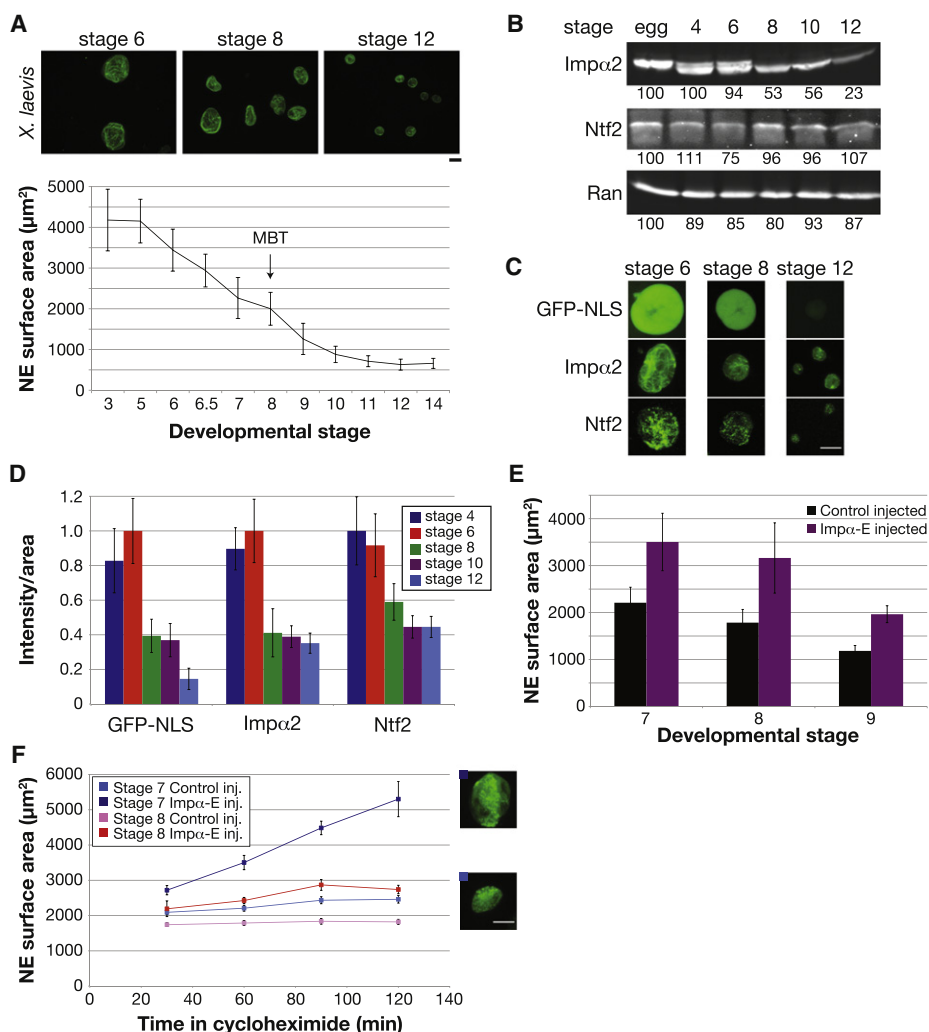 A
stage 6 stage 8 stage 12
X. laevis
NE surface area (µm²)
5000
4000
3000
2000
1000
0
MBT
3 5 6 6.5 7 8 9 10 11 12 14
Developmental stage
B
stage egg 4 6 8 10 12
Impα2
100 100 94 53 56 23
Ntf2
100 111 75 96 96 107
Ran
100 89 85 80 93 87
C
stage 6 stage 8 stage 12
GFP-NLS
Impα2
Ntf2
D
Intensity/area
1.2
1.0
0.8
0.6
0.4
0.2
0
stage 4
stage 6
stage 8
stage 10
stage 12
GFP-NLS Impα2 Ntf2
E
NE surface area (µm²)
4000
3000
2000
1000
0
Control injected
Impα-E injected
7 8 9
Developmental stage
F
NE surface area (µm²)
6000
5000
4000
3000
2000
1000
0
Stage 7 Control inj.
Stage 7 Impα-E inj.
Stage 8 Control inj.
Stage 8 Impα-E inj.
0 20 40 60 80 100 120 140
Time in cycloheximide (min)